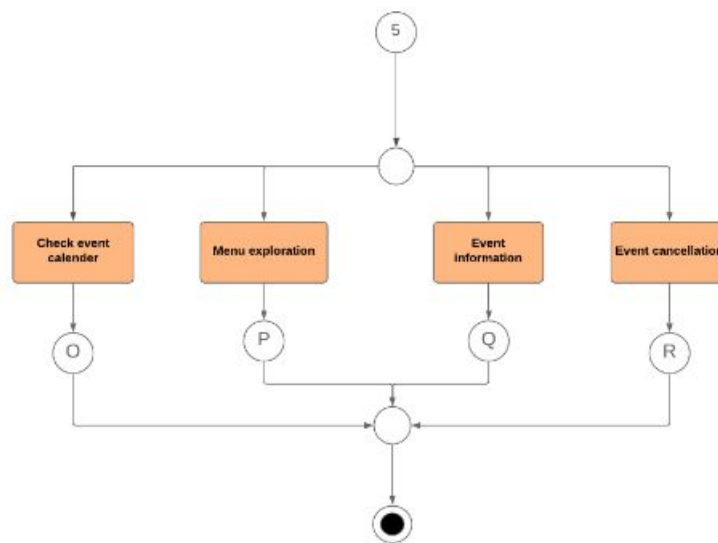 5
Check event
calender
Menu exploration
Event
information
Event cancellation
O
P
Q
R